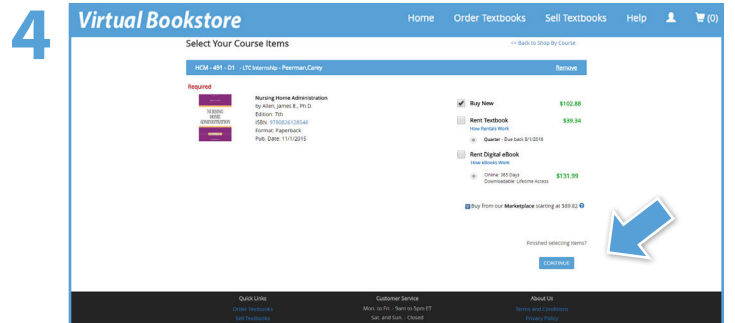 4
Virtual Bookstore
Home Order Textbooks Sell Textbooks Help (0)
Select Your Course Items
<< Back to Shop By Course
HCM - 491 - D1 - LTC Internship - Peerman,Carey
Remove
Required
NURSING
HOME
ADMINISTRATION
Nursing Home Administration
by Allen, James E., Ph.D.
Edition: 7th
ISBN: 9780826128546
Format: Paperback
Pub. Date: 11/1/2015
Buy New $102.88
Rent Textbook $39.34
How Rentals Work
Quarter - Due back 5/1/2018
Rent Digital eBook
How eBooks Work
Online: 365 Days
Downloadable: Lifetime Access
$131.99
Buy from our Marketplace starting at $89.82
Finished selecting items?
CONTINUE
Quick Links
Order Textbooks
Sell Textbooks
Customer Service
Mon. to Fri. - 9am to 5pm ET
Sat. and Sun. - Closed
About Us
Terms and Conditions
Privacy Policy